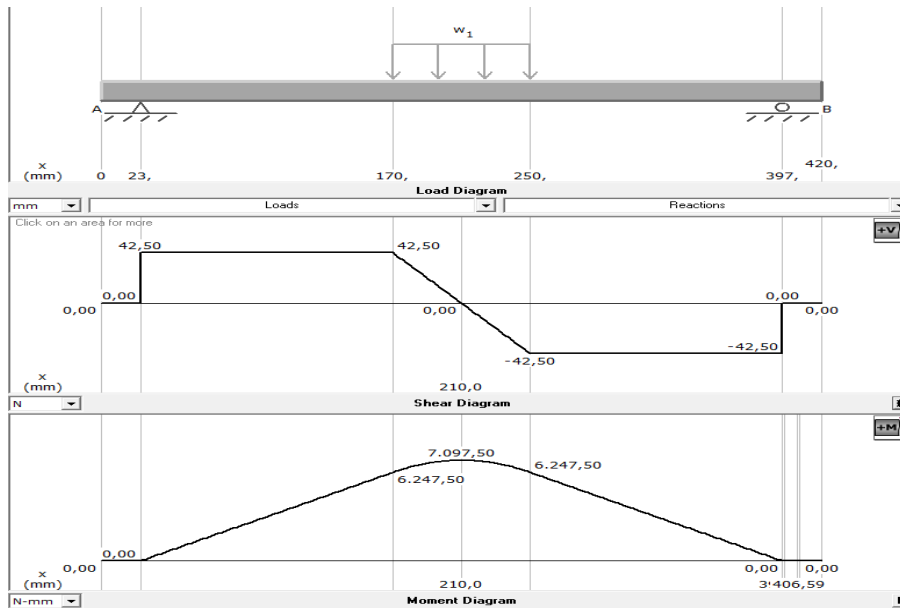 w1
A B
x
(mm) 0 23, 170, 250, 397, 420,
Load Diagram
mm Loads Reactions
Click on an area for more
+V
42,50 42,50
0,00 0,00 0,00 0,00 0,00
-42,50 -42,50
x
(mm) 210,0
N Shear Diagram
+M
7.097,50
6.247,50 6.247,50
0,00 0,00 0,00 0,00
x
(mm) 210,0 3'406,59
N-mm Moment Diagram